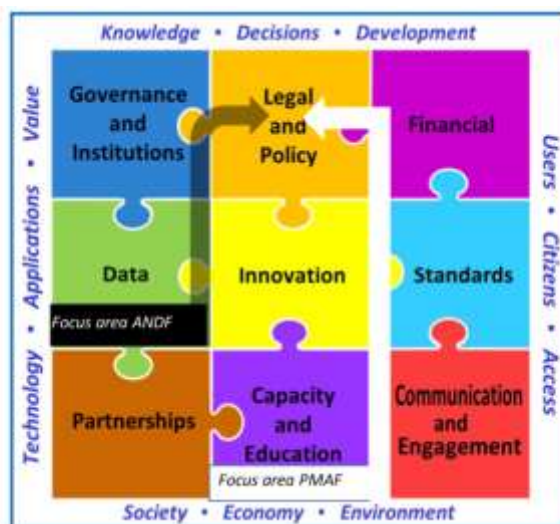 Knowledge • Decisions • Development
Technology • Applications • Value
Governance
and
Institutions
Legal
and
Policy
Financial
Data
Innovation
Standards
Focus area ANDF
Partnerships
Capacity
and
Education
Communication
and
Engagement
Focus area PMAF
Users • Citizens • Access
Society • Economy • Environment